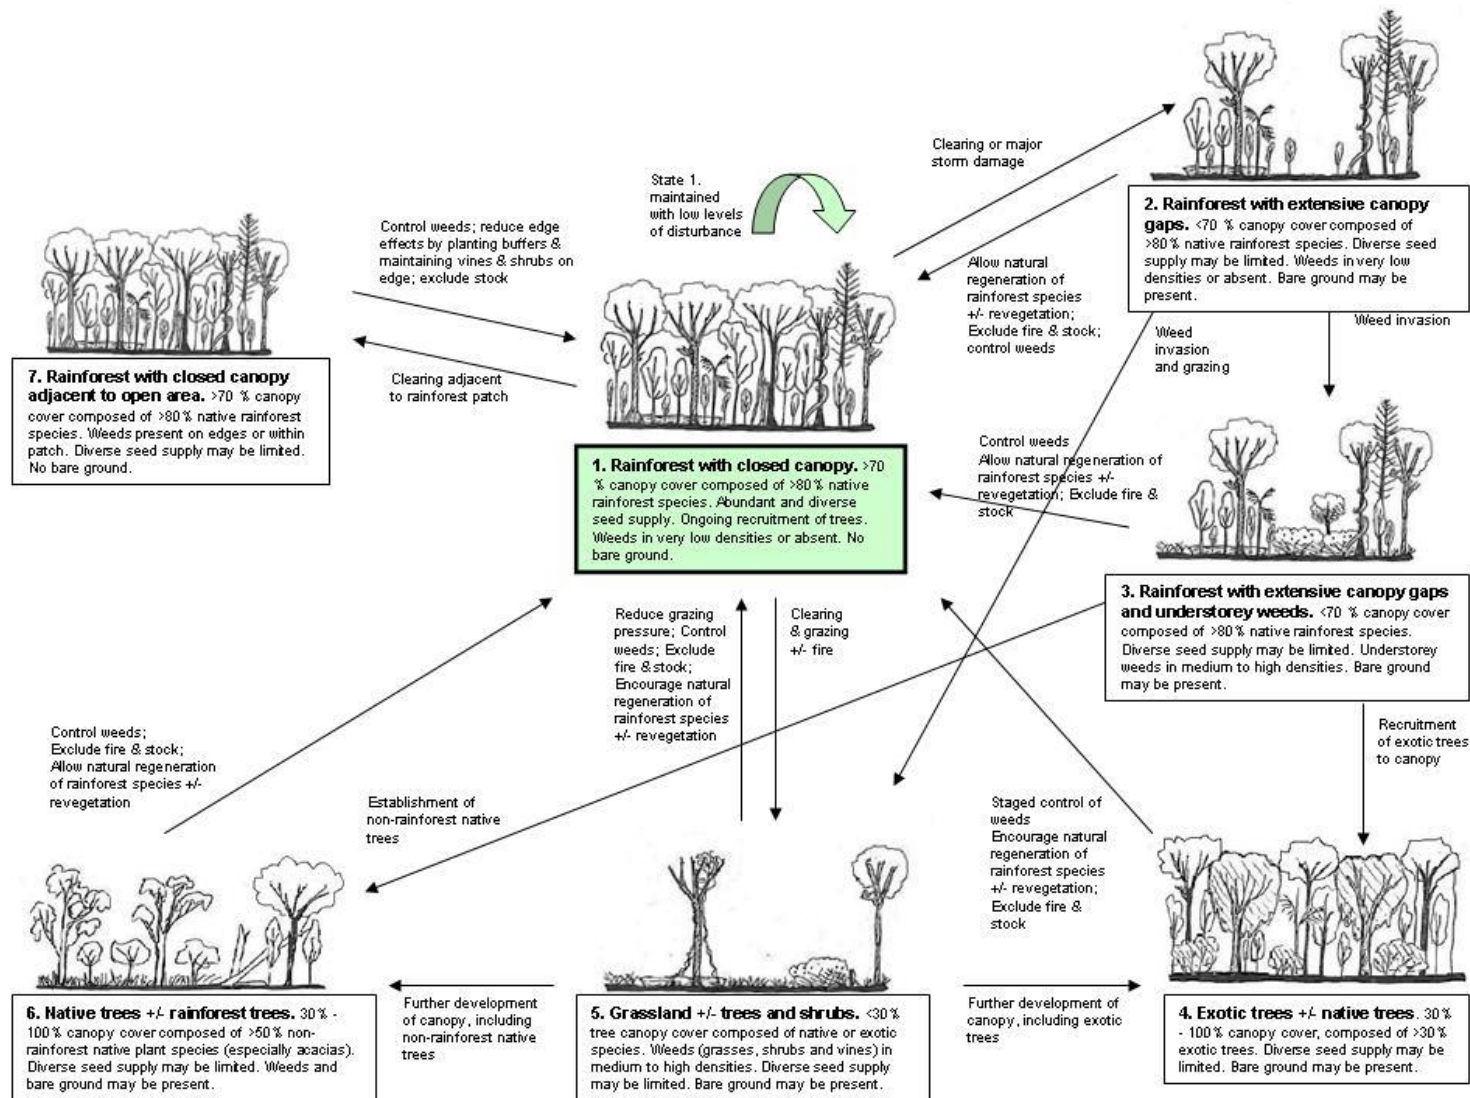 Clearing or major
storm damage
State 1.
maintained
with low levels
of disturbance
2. Rainforest with extensive canopy
gaps. <70 % canopy cover composed of
>80% native rainforest species. Diverse seed
supply may be limited. Weeds in very low
densities or absent. Bare ground may be
present.
Control weeds; reduce edge
effects by planting buffers &
maintaining vines & shrubs on
edge; exclude stock
Allow natural
regeneration of
rainforest species
+/- revegetation;
Exclude fire & stock;
control weeds
Weed
invasion
and grazing
Weed invasion
7. Rainforest with closed canopy
adjacent to open area. >70 % canopy
cover composed of >80% native rainforest
species. Weeds present on edges or within
patch. Diverse seed supply may be limited.
No bare ground.
Clearing adjacent
to rainforest patch
Control weeds
Allow natural regeneration of
rainforest species +/-
revegetation; Exclude fire &
stock
1. Rainforest with closed canopy. >70
% canopy cover composed of >80% native
rainforest species. Abundant and diverse
seed supply. Ongoing recruitment of trees.
Weeds in very low densities or absent. No
bare ground.
3. Rainforest with extensive canopy gaps
and understorey weeds. <70 % canopy cover
composed of >80% native rainforest species.
Diverse seed supply may be limited. Understorey
weeds in medium to high densities. Bare ground
may be present.
Reduce grazing
pressure; Control
weeds; Exclude
fire & stock;
Encourage natural
regeneration of
rainforest species
+/- revegetation
Clearing
& grazing
+/- fire
Control weeds;
Exclude fire & stock;
Allow natural regeneration
of rainforest species +/-
revegetation
Recruitment
of exotic trees
to canopy
Establishment of
non-rainforest native
trees
Staged control of
weeds
Encourage natural
regeneration of
rainforest species
+/- revegetation;
Exclude fire &
stock
6. Native trees +/- rainforest trees. 30% -
100% canopy cover composed of >50% non-
rainforest native plant species (especially acacias).
Diverse seed supply may be limited. Weeds and
bare ground may be present.
Further development
of canopy, including
non-rainforest native
trees
5. Grassland +/- trees and shrubs. <30%
tree canopy cover composed of native or exotic
species. Weeds (grasses, shrubs and vines) in
medium to high densities. Diverse seed supply
may be limited. Bare ground may be present.
Further development of
canopy, including exotic
trees
4. Exotic trees +/- native trees. 30%
- 100% canopy cover, composed of >30%
exotic trees. Diverse seed supply may be
limited. Bare ground may be present.